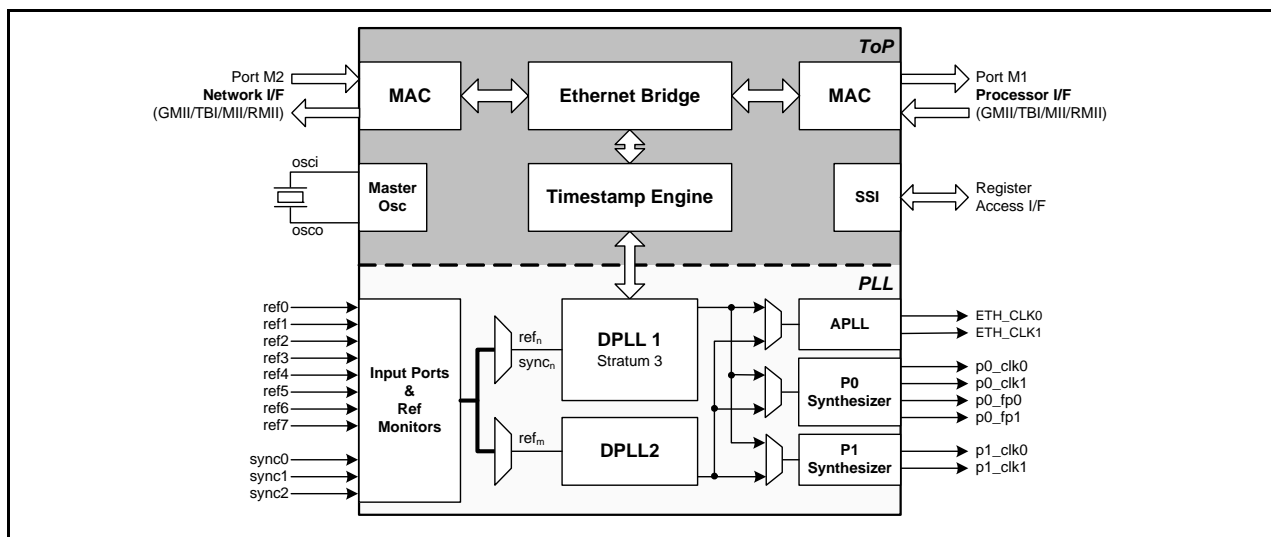 ToP
Port M2
Network I/F
(GMII/TBI/MII/RMII)
MAC
Ethernet Bridge
MAC
Port M1
Processor I/F
(GMII/TBI/MII/RMII)
osci
osco
Master
Osc
Timestamp Engine
SSI
Register
Access I/F
PLL
ref0
ref1
ref2
ref3
ref4
ref5
ref6
ref7
sync0
sync1
sync2
Input Ports
&
Ref
Monitors
refn
syncn
refm
DPLL 1
Stratum 3
DPLL2
APLL
P0
Synthesizer
P1
Synthesizer
ETH_CLK0
ETH_CLK1
p0_clk0
p0_clk1
p0_fp0
p0_fp1
p1_clk0
p1_clk1